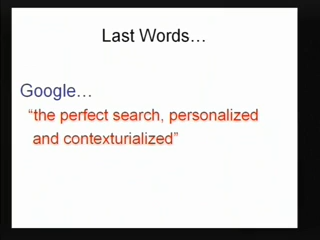 Last Words…
Google…
“the perfect search, personalized
and contexturialized”